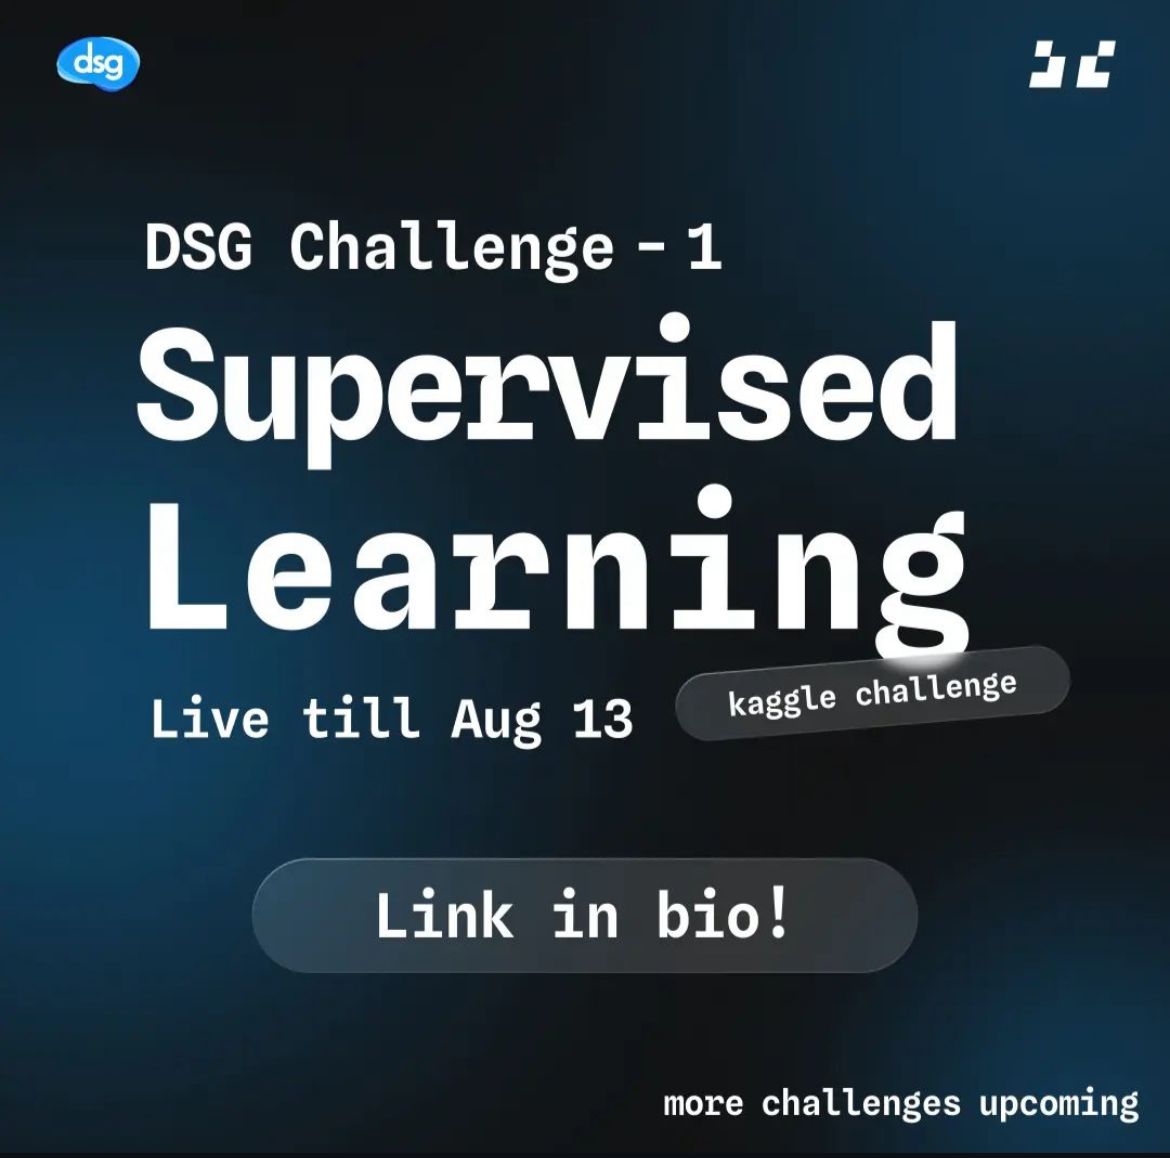 dsg
DSG Challenge - 1
Supervised
Learning
Live till Aug 13
kaggle challenge
Link in bio!
more challenges upcoming